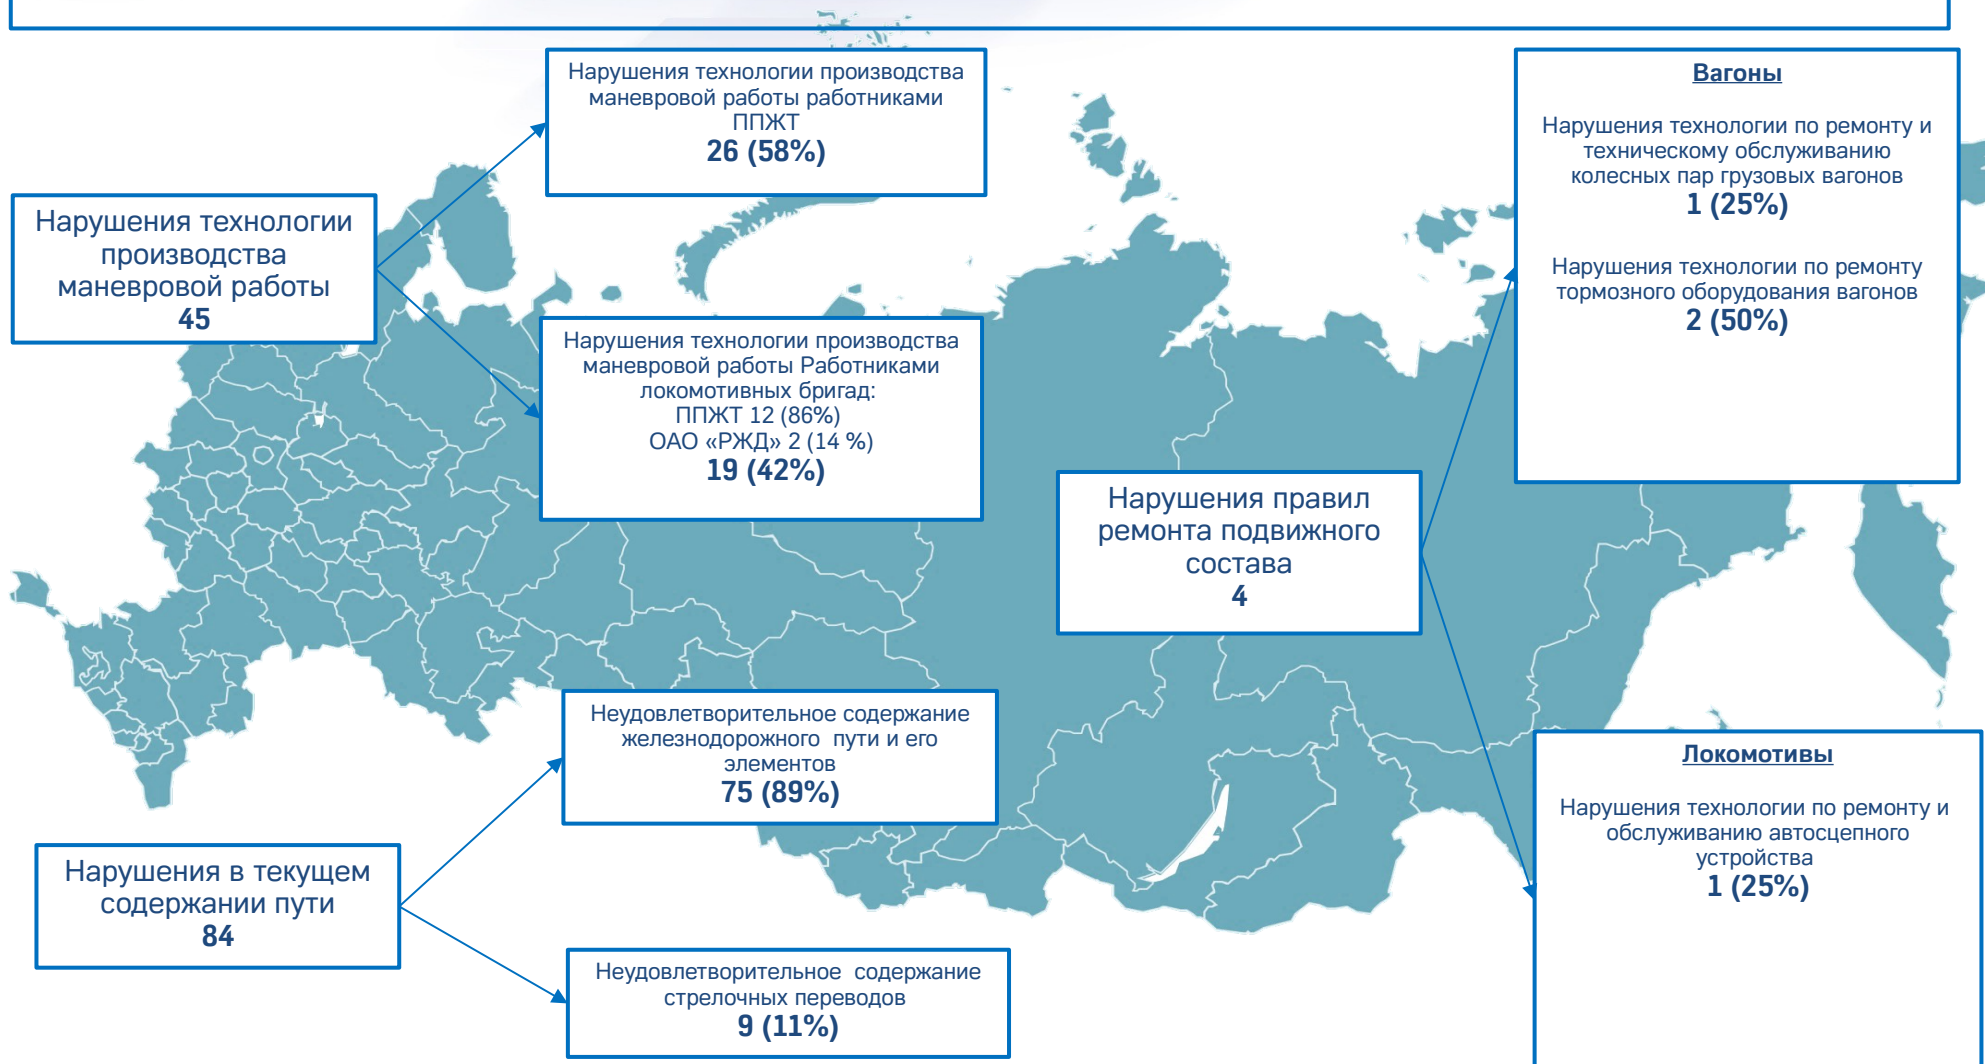 Нарушения технологии производства
маневровой работы работниками
ППЖТ
26 (58%)
Нарушения технологии
производства
маневровой работы
45
Нарушения технологии производства
маневровой работы Работниками
локомотивных бригад:
ППЖТ 12 (86%)
ОАО «РЖД» 2 (14 %)
19 (42%)
Вагоны
Нарушения технологии по ремонту и
техническому обслуживанию
колесных пар грузовых вагонов
1 (25%)
Нарушения технологии по ремонту
тормозного оборудования вагонов
2 (50%)
Нарушения правил
ремонта подвижного
состава
4
Локомотивы
Нарушения технологии по ремонту и
обслуживанию автосцепного
устройства
1 (25%)
Неудовлетворительное содержание
железнодорожного пути и его
элементов
75 (89%)
Нарушения в текущем
содержании пути
84
Неудовлетворительное содержание
стрелочных переводов
9 (11%)